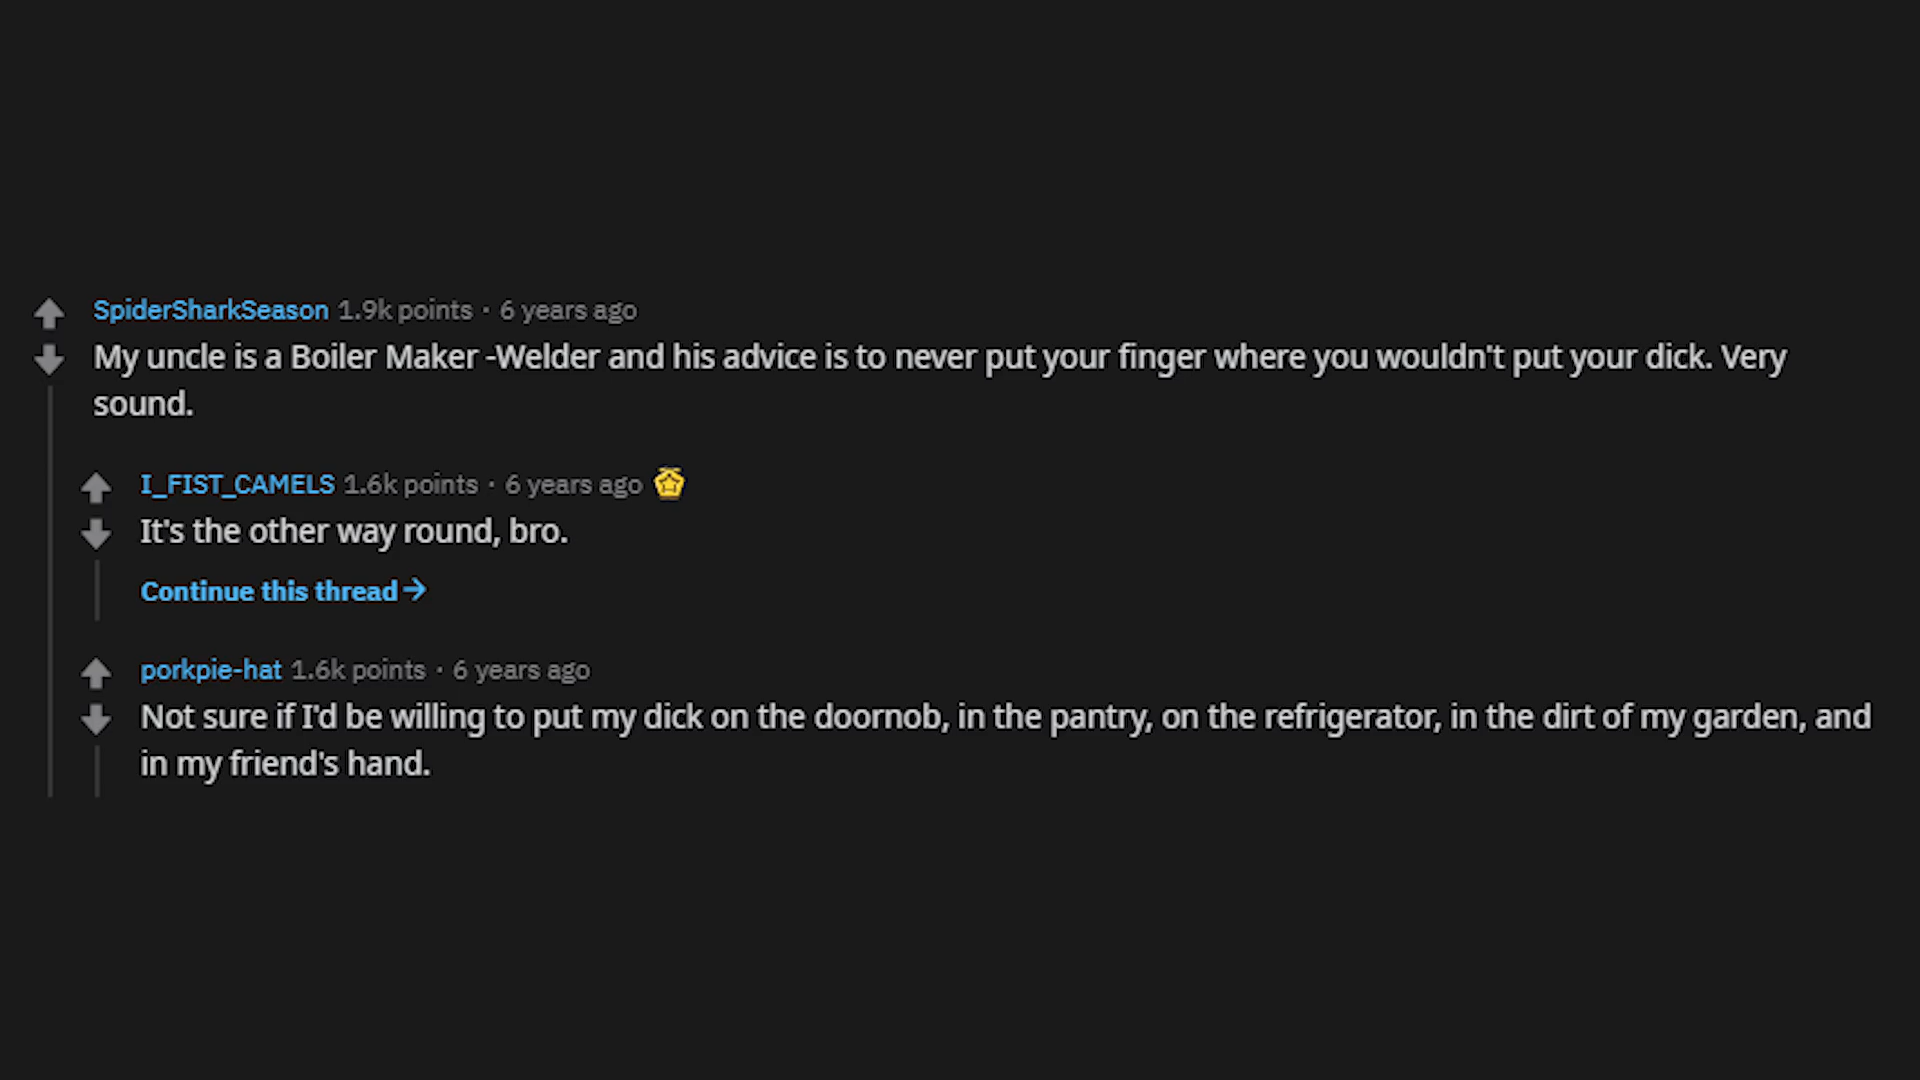 SpiderSharkSeason 1.9k points · 6 years ago
My uncle is a Boiler Maker -Welder and his advice is to never put your finger where you wouldn't put your dick. Very
sound.
I_FIST_CAMELS 1.6k points · 6 years ago
It's the other way round, bro.
Continue this thread →
porkpie-hat 1.6k points · 6 years ago
Not sure if I'd be willing to put my dick on the doornob, in the pantry, on the refrigerator, in the dirt of my garden, and
in my friend's hand.